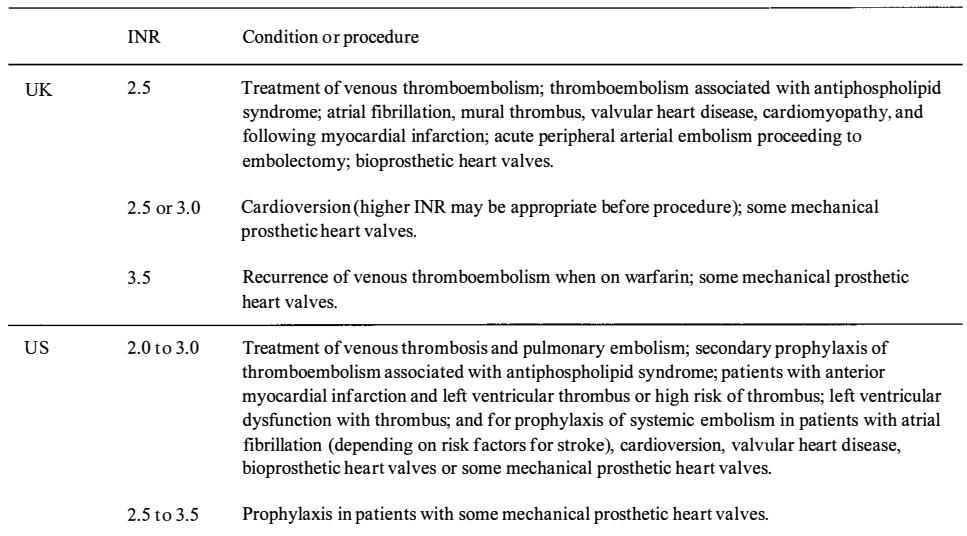 INR Condition or procedure
UK 2.5 Treatment of venous thromboembolism; thromboembolism associated with antiphospholipid
syndrome; atrial fibrillation, mural thrombus, valvular heart disease, cardiomyopathy, and
following myocardial infarction; acute peripheral arterial embolism proceeding to
embolectomy; bioprosthetic heart valves.
2.5 or 3.0 Cardioversion (higher INR may be appropriate before procedure); some mechanical
prosthetic heart valves.
3.5 Recurrence of venous thromboembolism when on warfarin; some mechanical prosthetic
heart valves.
US 2.0 to 3.0 Treatment of venous thrombosis and pulmonary embolism; secondary prophylaxis of
thromboembolism associated with antiphospholipid syndrome; patients with anterior
myocardial infarction and left ventricular thrombus or high risk of thrombus; left ventricular
dysfunction with thrombus; and for prophylaxis of systemic embolism in patients with atrial
fibrillation (depending on risk factors for stroke), cardioversion, valvular heart disease,
bioprosthetic heart valves or some mechanical prosthetic heart valves.
2.5 to 3.5 Prophylaxis in patients with some mechanical prosthetic heart valves.